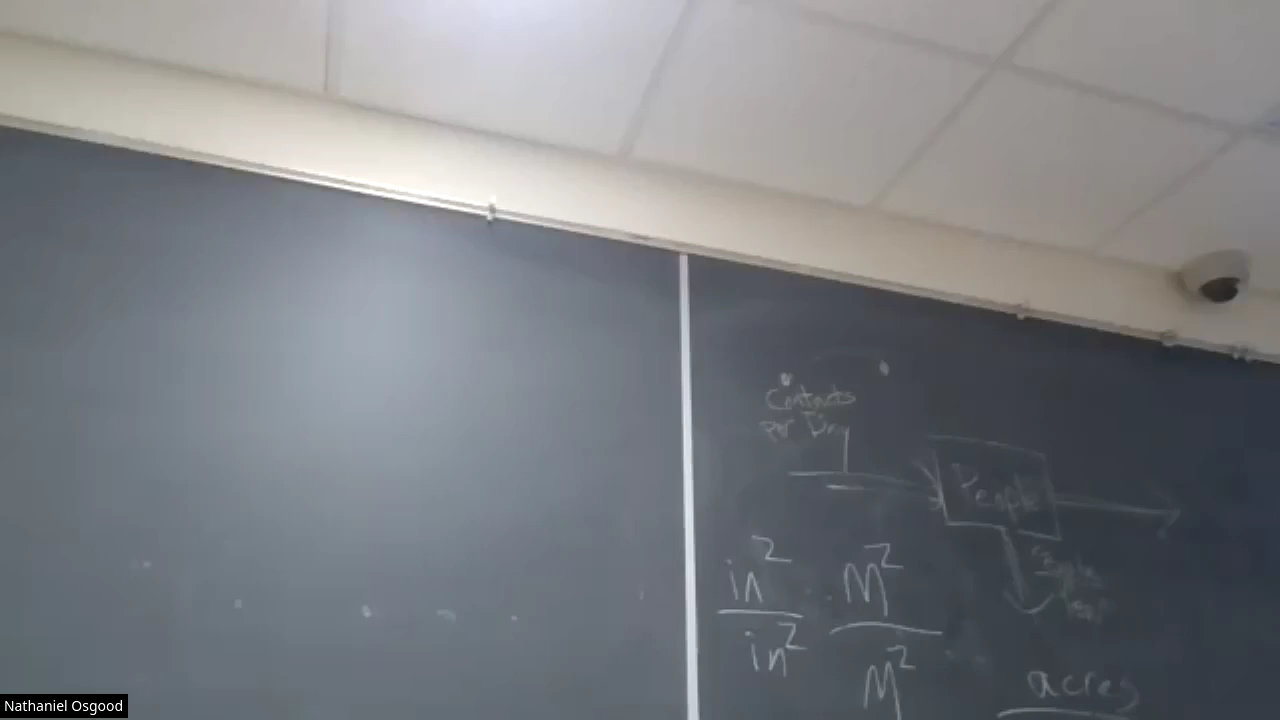 Contacts
per Day
People
in²
in²
M²
M²
acres
Nathaniel Osgood